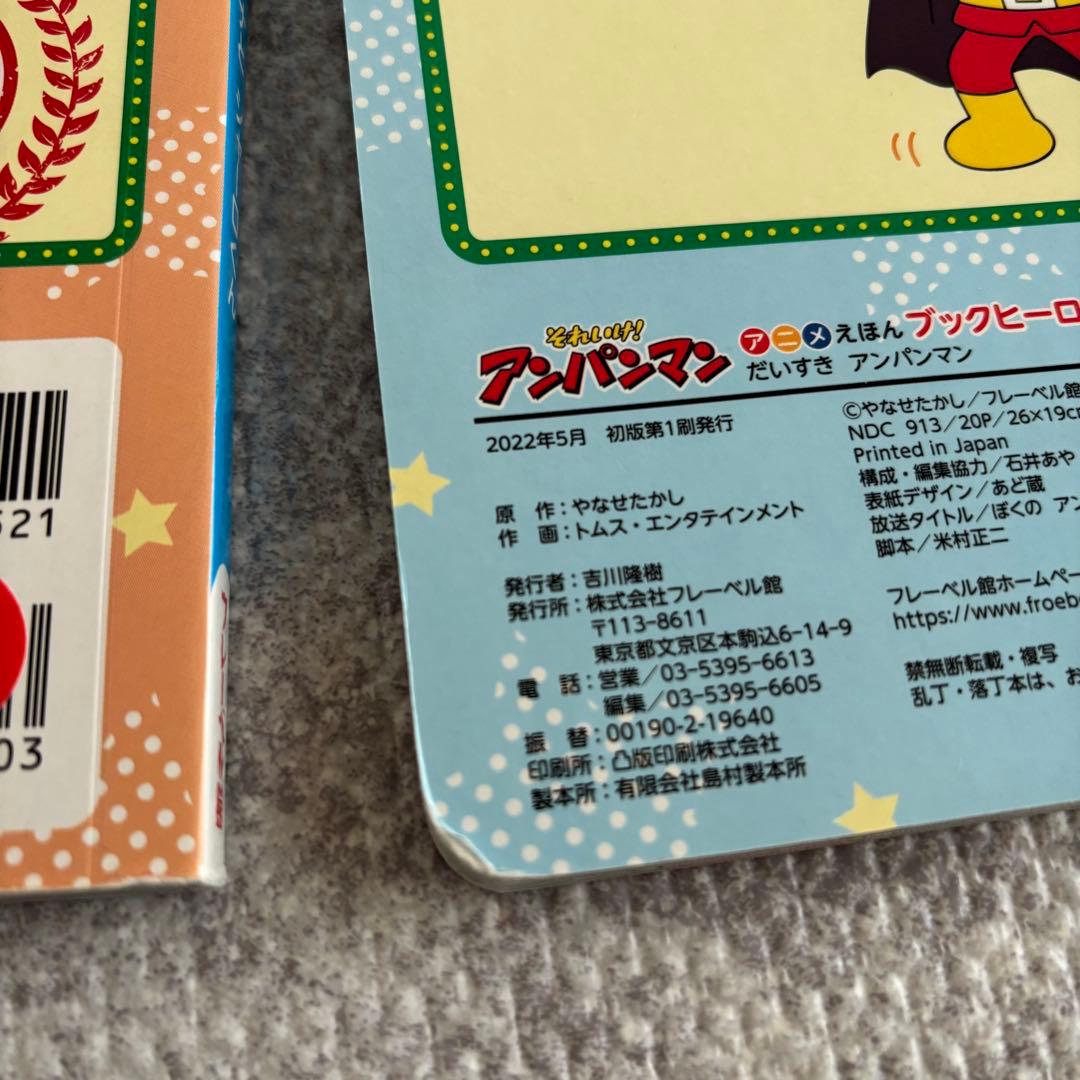 それいけ!
アンパンマン
アニメえほん ブックヒーロ
だいすき アンパンマン
2022年5月 初版第1刷発行
©やなせたかし/フレーベル館
NDC 913/20P/26×19cm
Printed in Japan
構成・編集協力/石井あや
表紙デザイン/あど蔵
放送タイトル/ぼくの アン
脚本/米村正二
原 作:やなせたかし
作 画:トムス・エンタテインメント
発行者:吉川隆樹
発行所:株式会社フレーベル館
〒113-8611
東京都文京区本駒込6-14-9
電 話:営業/03-5395-6613
編集/03-5395-6605
振 替:00190-2-19640
印刷所:凸版印刷株式会社
製本所:有限会社島村製本所
フレーベル館ホームペー
https://www.froeb
禁無断転載・複写
乱丁・落丁本は、お
521
03